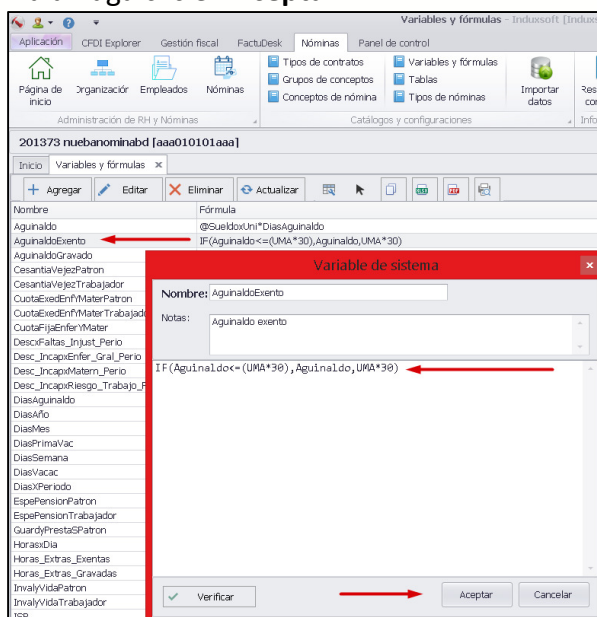 Variables y fórmulas - Induxsoft [Indux
Aplicación CFDI Explorer Gestión fiscal FactuDesk Nóminas Panel de control
Página de inicio
Empleados
Nóminas
Tipos de contratos
Grupos de conceptos
Conceptos de nómina
Variables y fórmulas
Tablas
Tipos de nóminas
Importar datos
Administración de RH y Nóminas
Catálogos y configuraciones
201373 nuebanominabd [aaa010101aaa]
Inicio Variables y fórmulas
Agregar Editar Eliminar Actualizar
Nombre Fórmula
Aguinaldo @SueldoxUni*DiasAguinaldo
AguinaldoExento IF(Aguinaldo<=(UMA*30),Aguinaldo,UMA*30)
AguinaldoGravado
CesantiaVejezPatron
CesantiaVejezTrabajador
CuotaExedEnfYMaterPatron
CuotaExedEnfYMaterTrabajado
CuotaFijaEnferYMater
DescxFaltas_Injust_Perio
Desc_IncapxEnfer_Gral_Perio
Desc_IncapxMatern_Perio
Desc_IncapxRiesgo_Trabajo_P
DiasAguinaldo
DiasAño
DiasMes
DiasPrimaVac
DiasSemana
DiasVacac
DiasXPeriodo
EspePensionPatron
EspePensionTrabajador
GuardyPrestaSPatron
HorasxDia
Horas_Extras_Exentas
Horas_Extras_Gravadas
InvalyVidaPatron
InvalyVidaTrabajador
Variable de sistema
Nombre: AguinaldoExento
Notas: Aguinaldo exento
IF(Aguinaldo<=(UMA*30),Aguinaldo,UMA*30)
Verificar Aceptar Cancelar